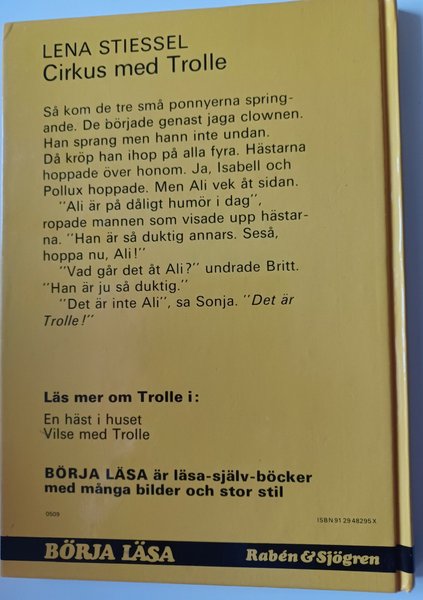 LENA STIESSEL
Cirkus med Trolle
Så kom de tre små ponnyerna spring-
ande. De började genast jaga clownen.
Han sprang men hann inte undan.
Då kröp han ihop på alla fyra. Hästarna
hoppade över honom. Ja, Isabell och
Pollux hoppade. Men Ali vek åt sidan.
"Ali är på dåligt humör i dag",
ropade mannen som visade upp hästar-
na. "Han är så duktig annars. Seså,
hoppa nu, Ali!"
"Vad går det åt Ali?" undrade Britt.
"Han är ju så duktig."
"Det är inte Ali", sa Sonja. "Det är
Trolle!"
Läs mer om Trolle i:
En häst i huset
Vilse med Trolle
BÖRJA LÄSA är läsa-själv-böcker
med många bilder och stor stil
0509
ISBN 91 29 48295 X
BÖRJA LÄSA
Rabén & Sjögren